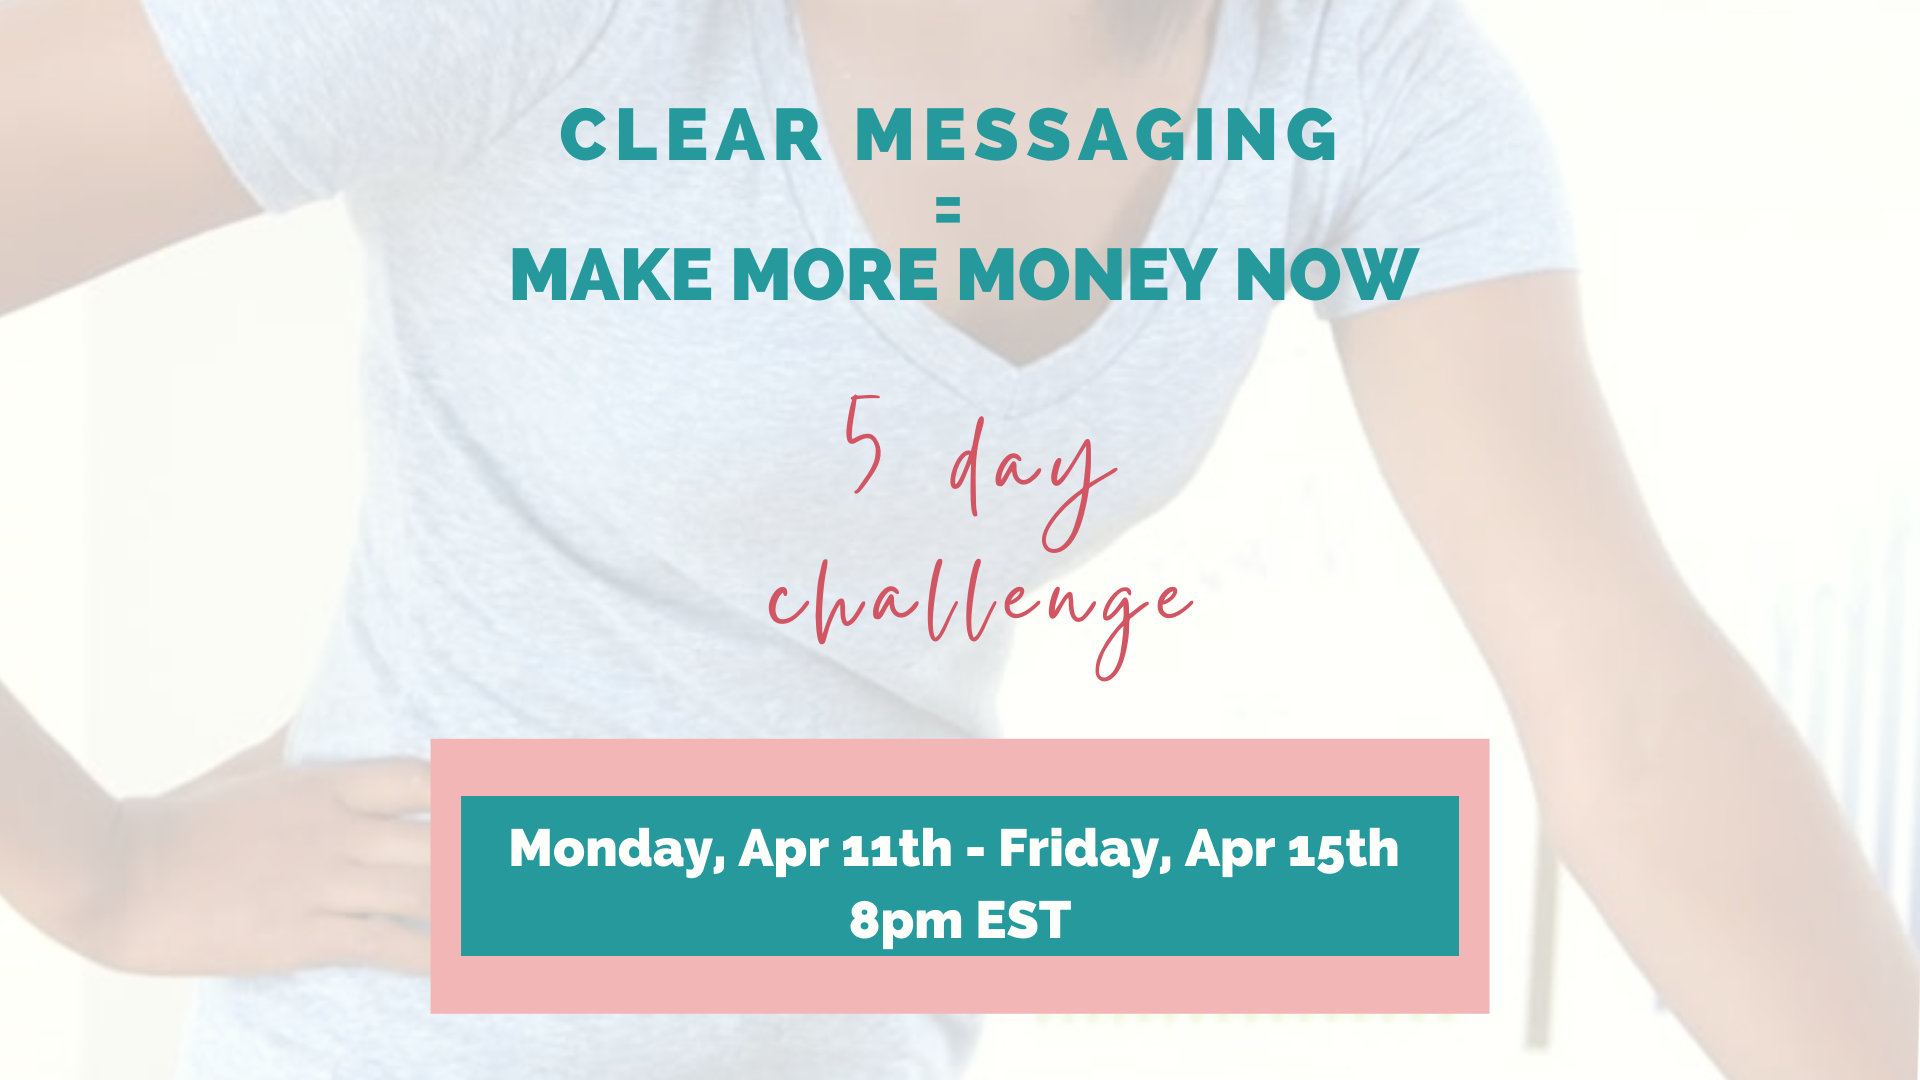 CLEAR MESSAGING
=
MAKE MORE MONEY NOW
5 day
challenge
Monday, Apr 11th - Friday, Apr 15th
8pm EST